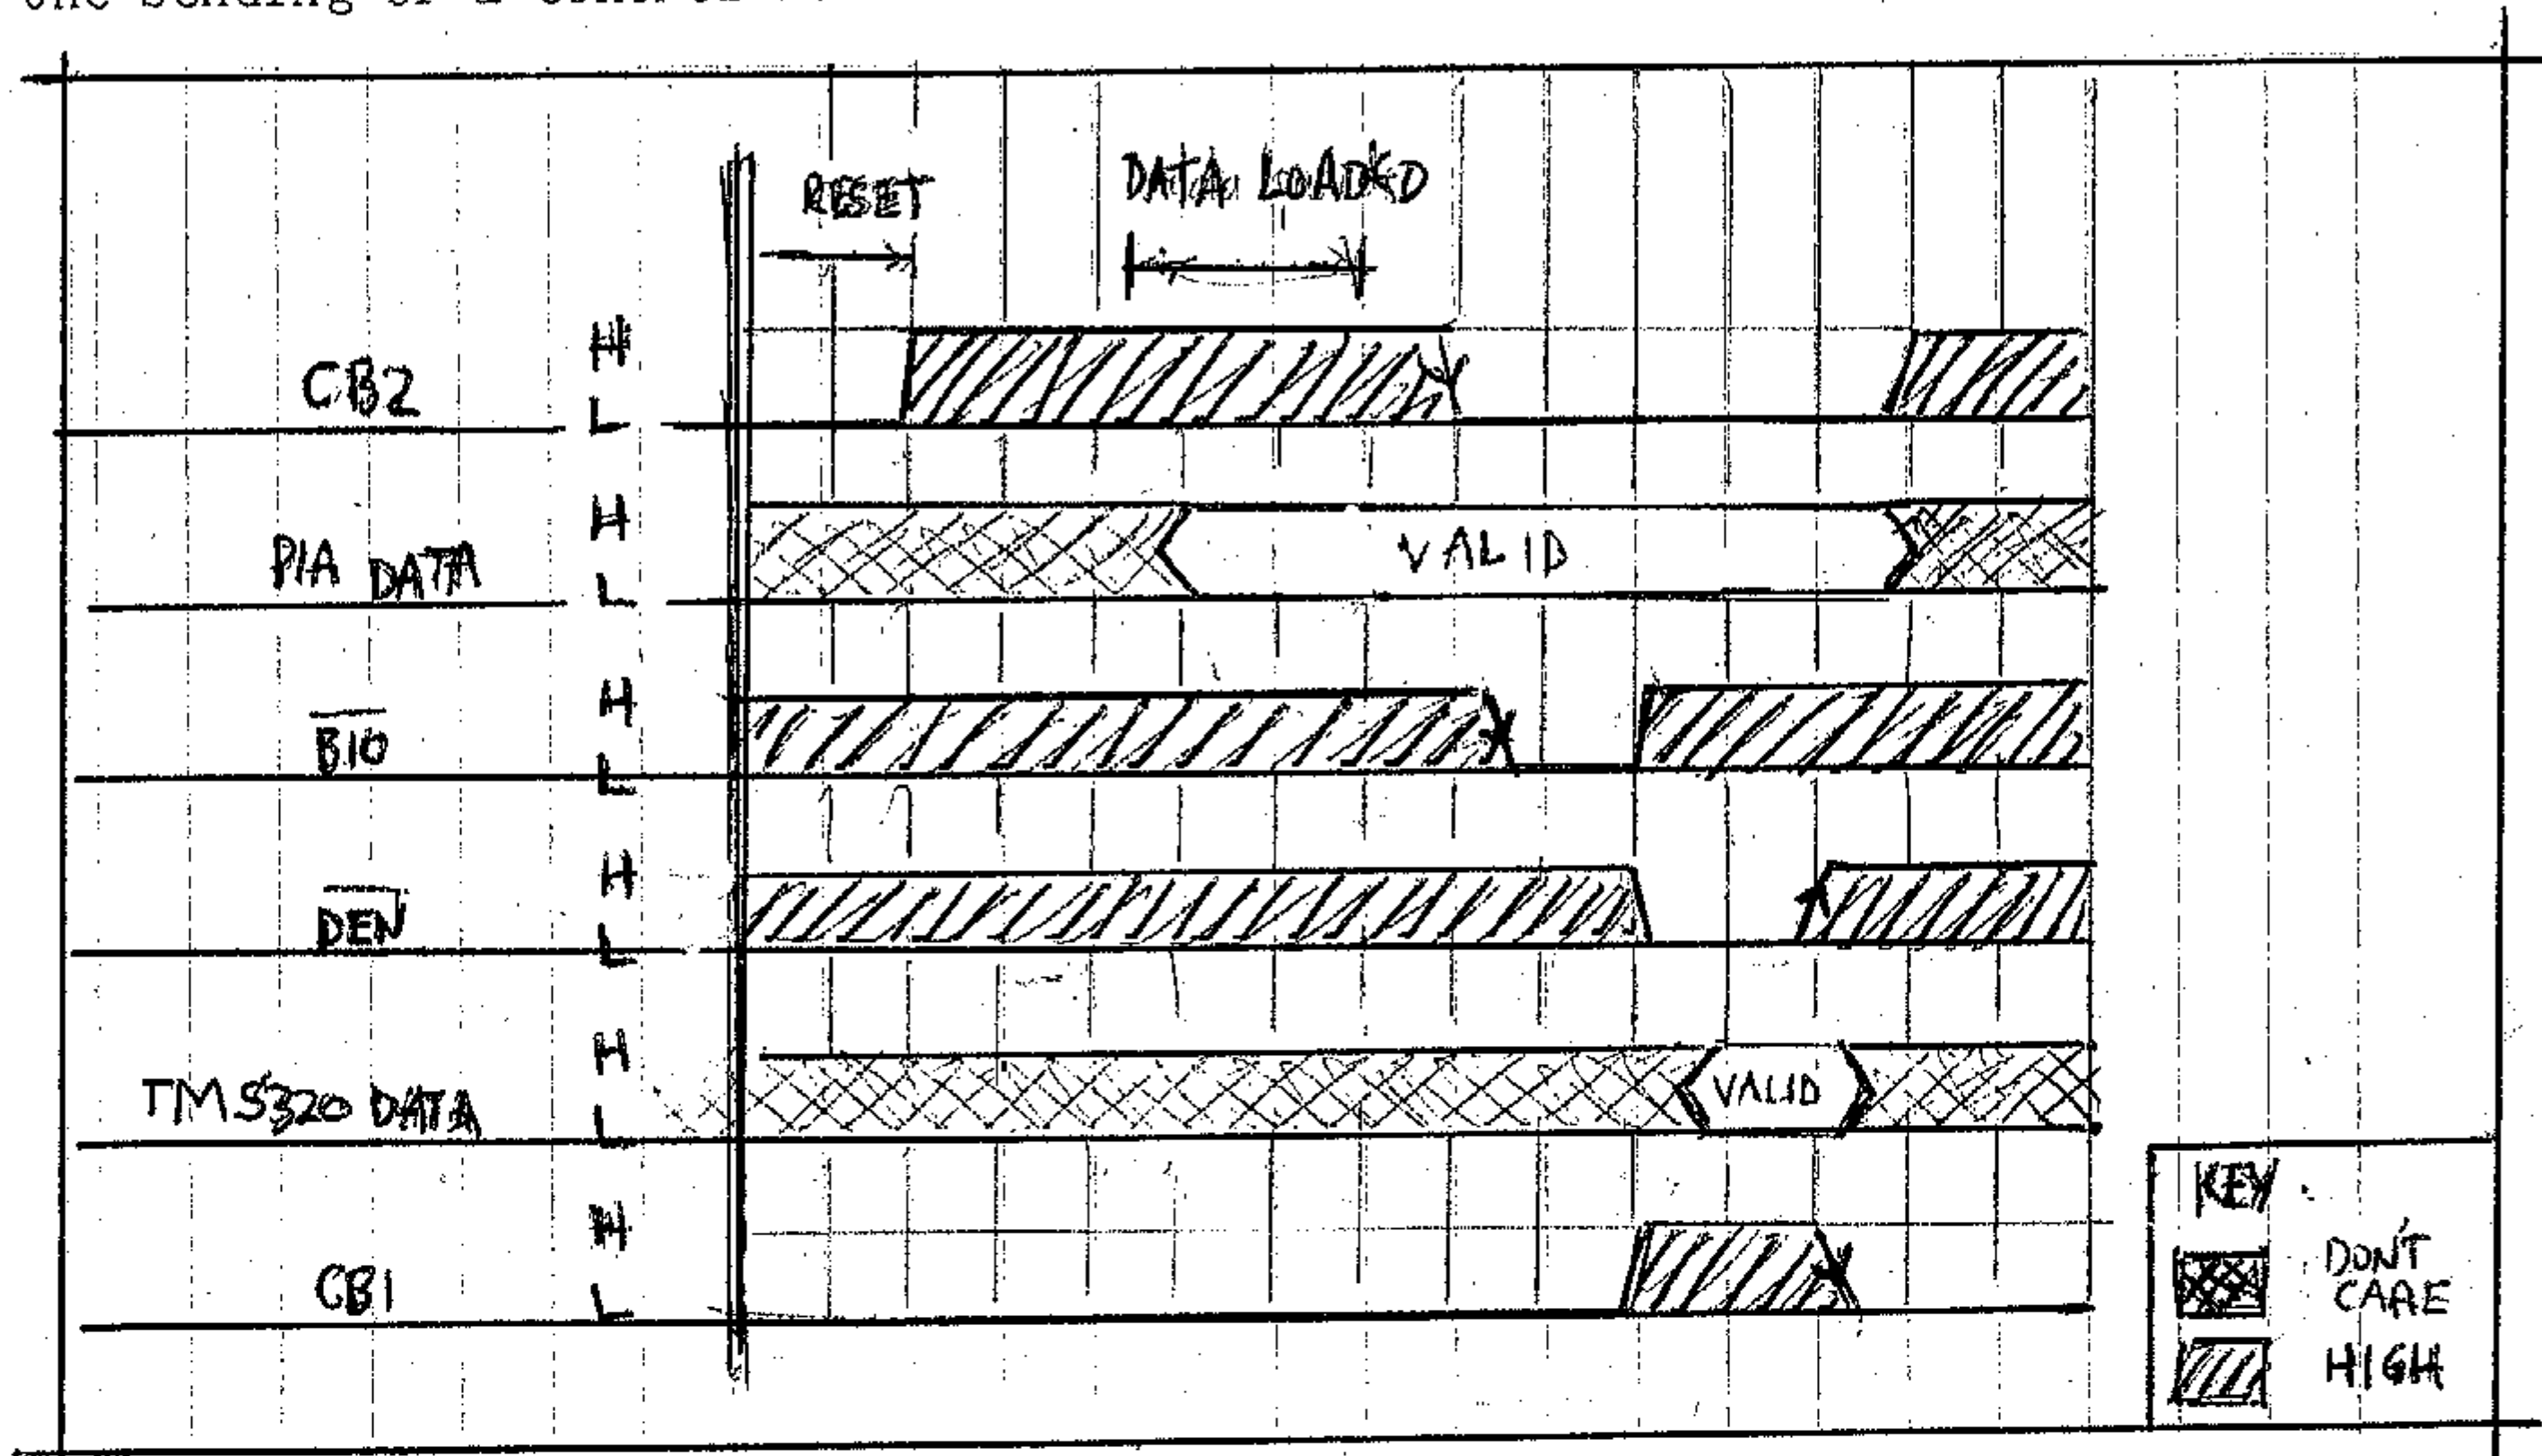 RESET
DATA LOADED
CB2 H L
PIA DATA H L
VALID
BIO H L
DEN H L
TMS320 DATA H L
VALID
CB1 H L
KEY
DON'T CARE
HIGH